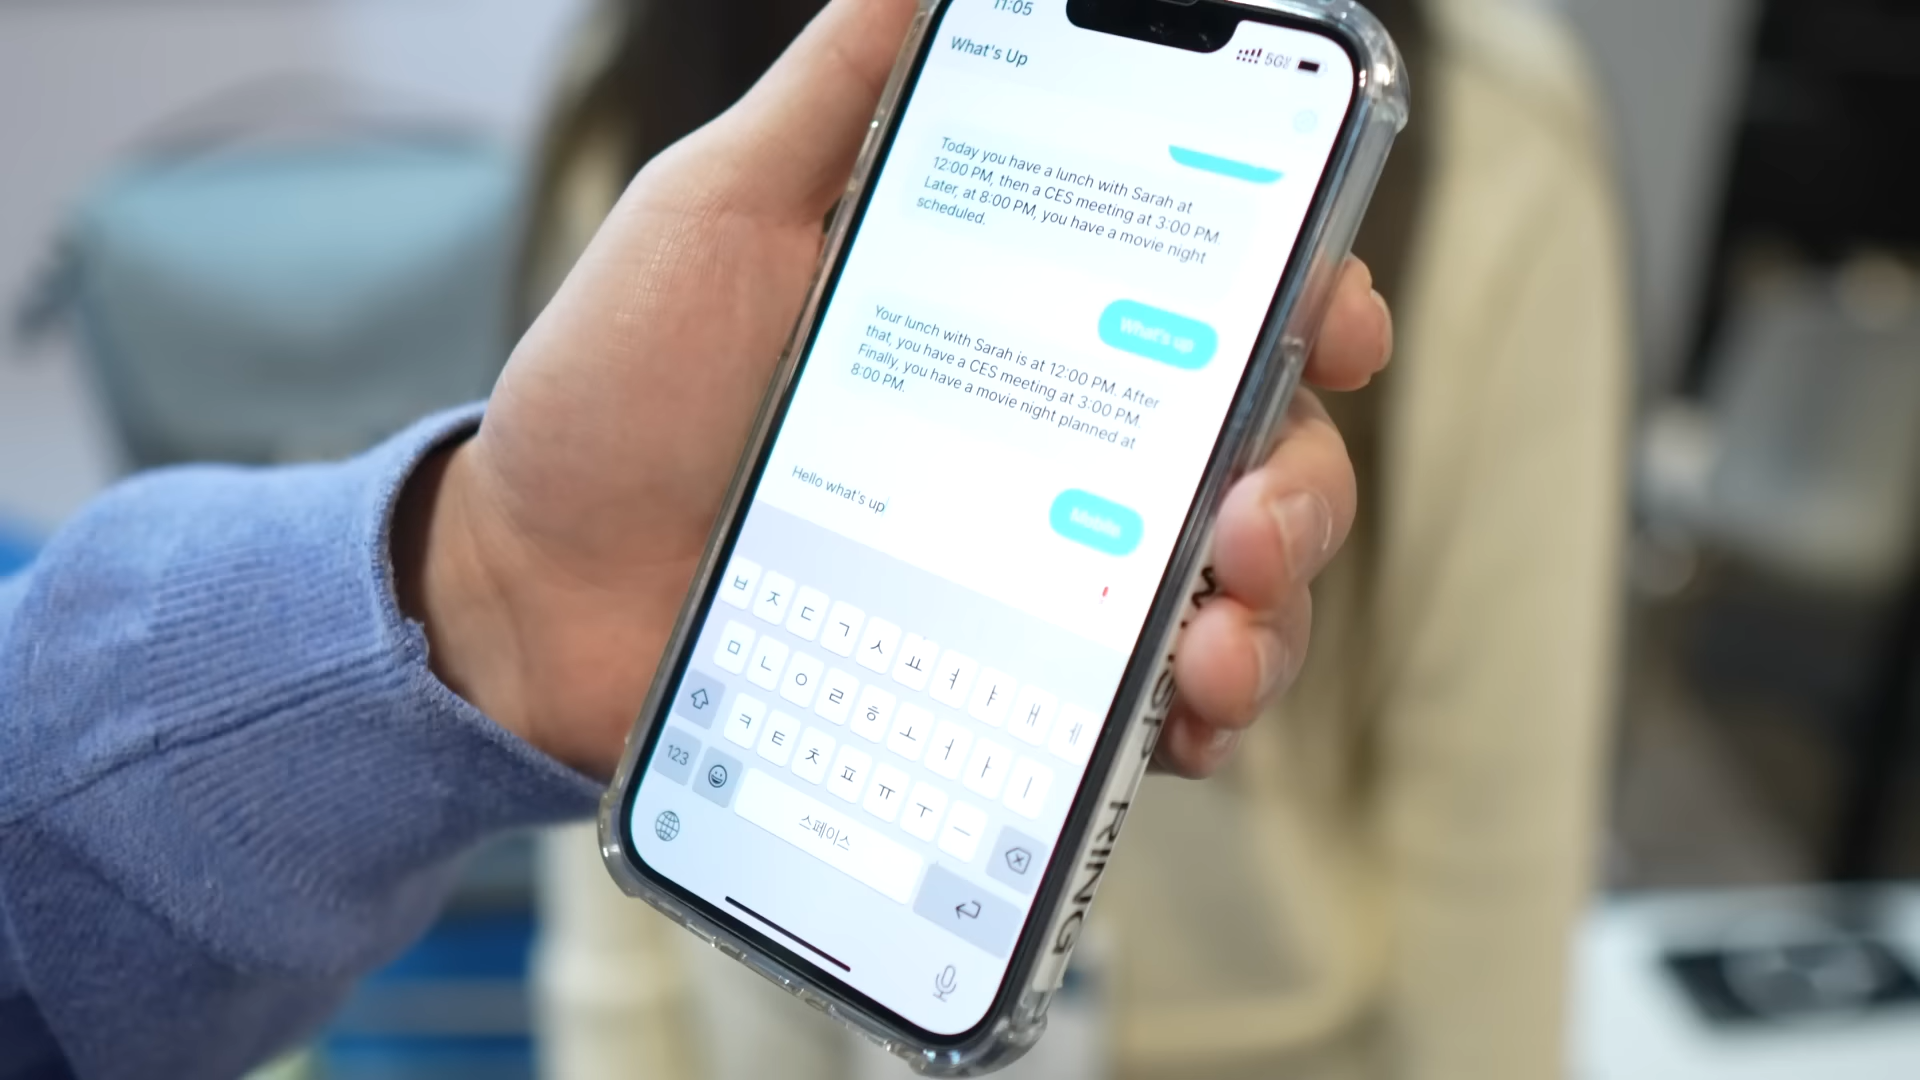 11:05
5G
What's Up
Today you have a lunch with Sarah at
12:00 PM, then a CES meeting at 3:00 PM.
Later, at 8:00 PM, you have a movie night
scheduled.
What's up
Your lunch with Sarah is at 12:00 PM. After
that, you have a CES meeting at 3:00 PM.
Finally, you have a movie night planned at
8:00 PM.
Mobile
Hello what's up
ㅂ ㅈ ㄷ ㄱ ㅅ ㅛ ㅕ ㅑ ㅐ ㅔ
ㅁ ㄴ ㅇ ㄹ ㅎ ㅗ ㅓ ㅏ ㅣ
ㅋ ㅌ ㅊ ㅍ ㅠ ㅜ ㅡ
123
스페이스
RING